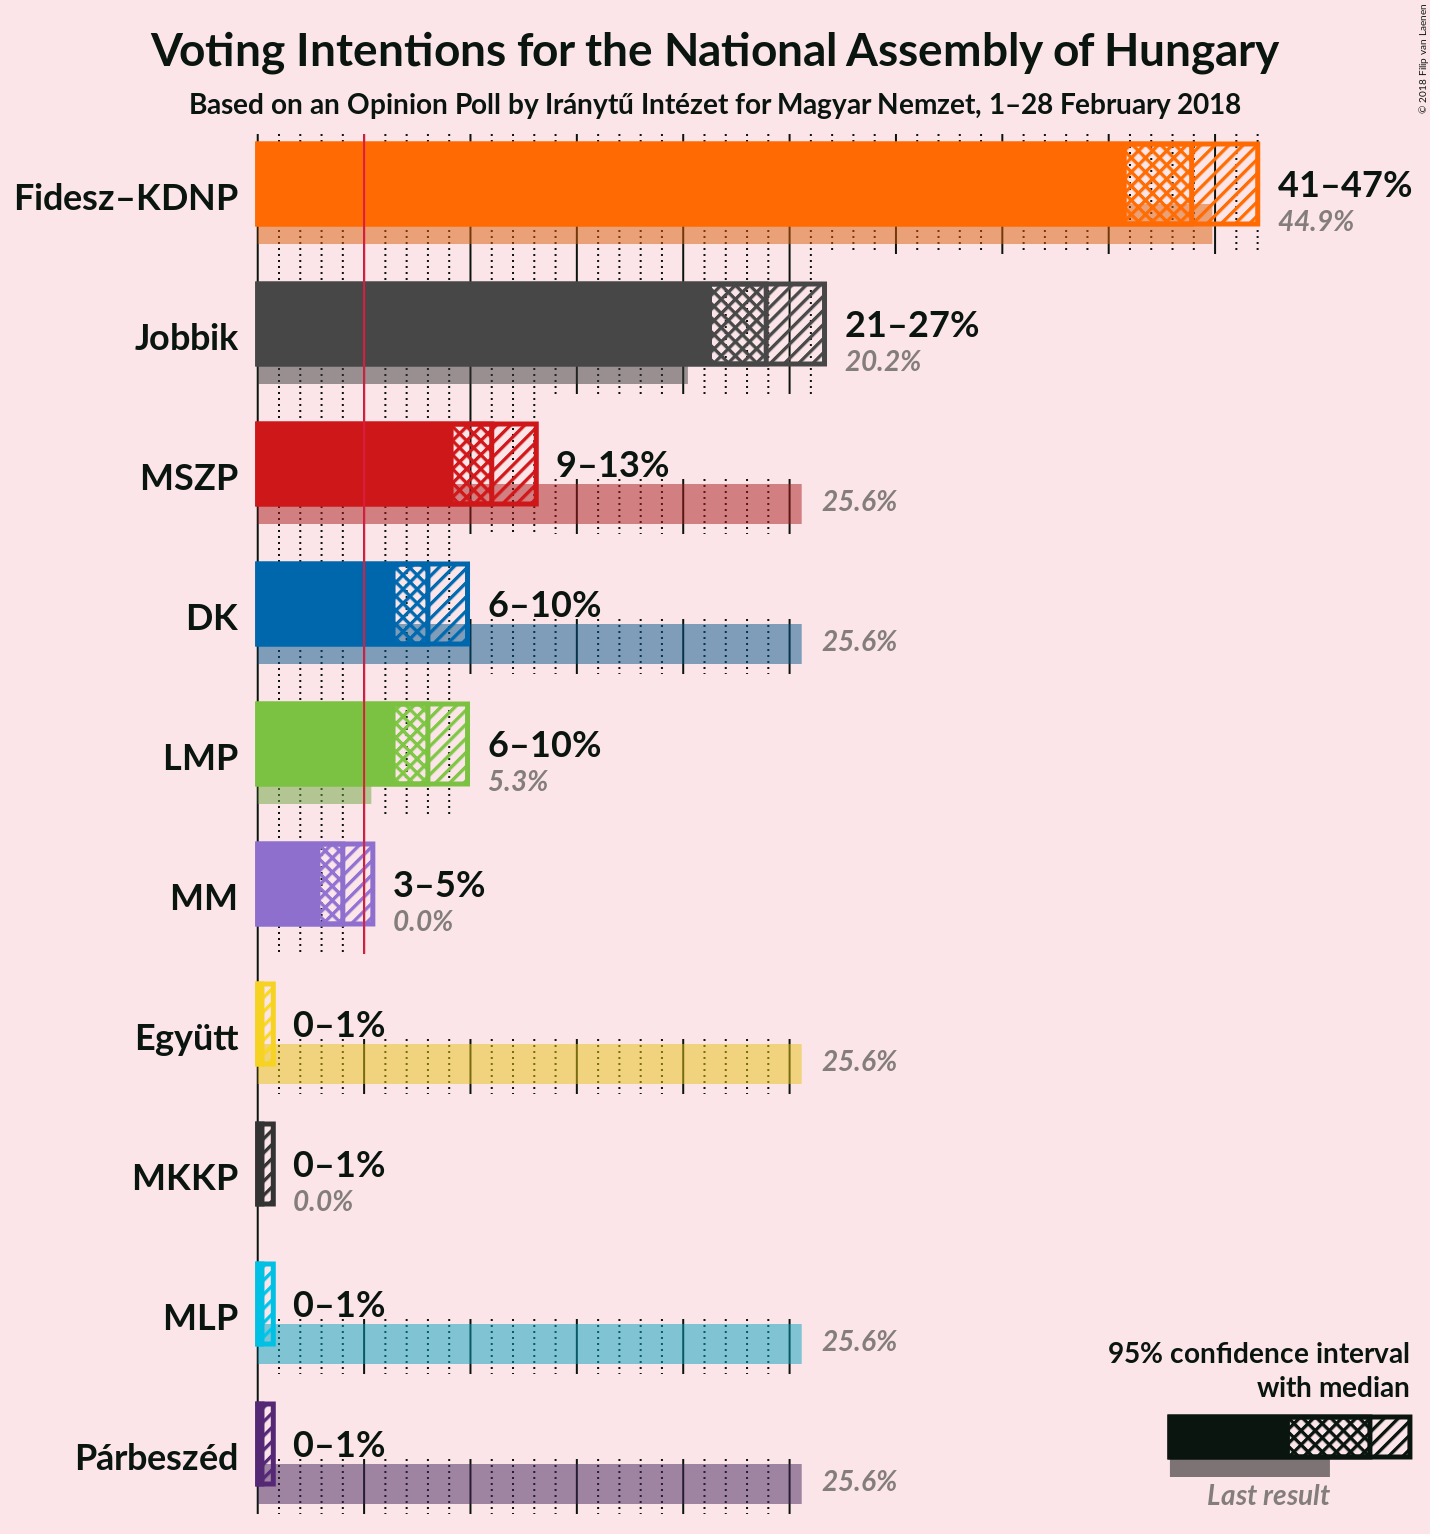 Voting Intentions for the National Assembly of Hungary
Based on an Opinion Poll by Iránytű Intézet for Magyar Nemzet, 1–28 February 2018
© 2018 Filip van Laenen
Fidesz–KDNP
41–47%
44.9%
Jobbik
21–27%
20.2%
MSZP
9–13%
25.6%
DK
6–10%
25.6%
LMP
6–10%
5.3%
MM
3–5%
0.0%
Együtt
0–1%
25.6%
MKKP
0–1%
0.0%
MLP
0–1%
25.6%
Párbeszéd
0–1%
25.6%
95% confidence interval
with median
Last result